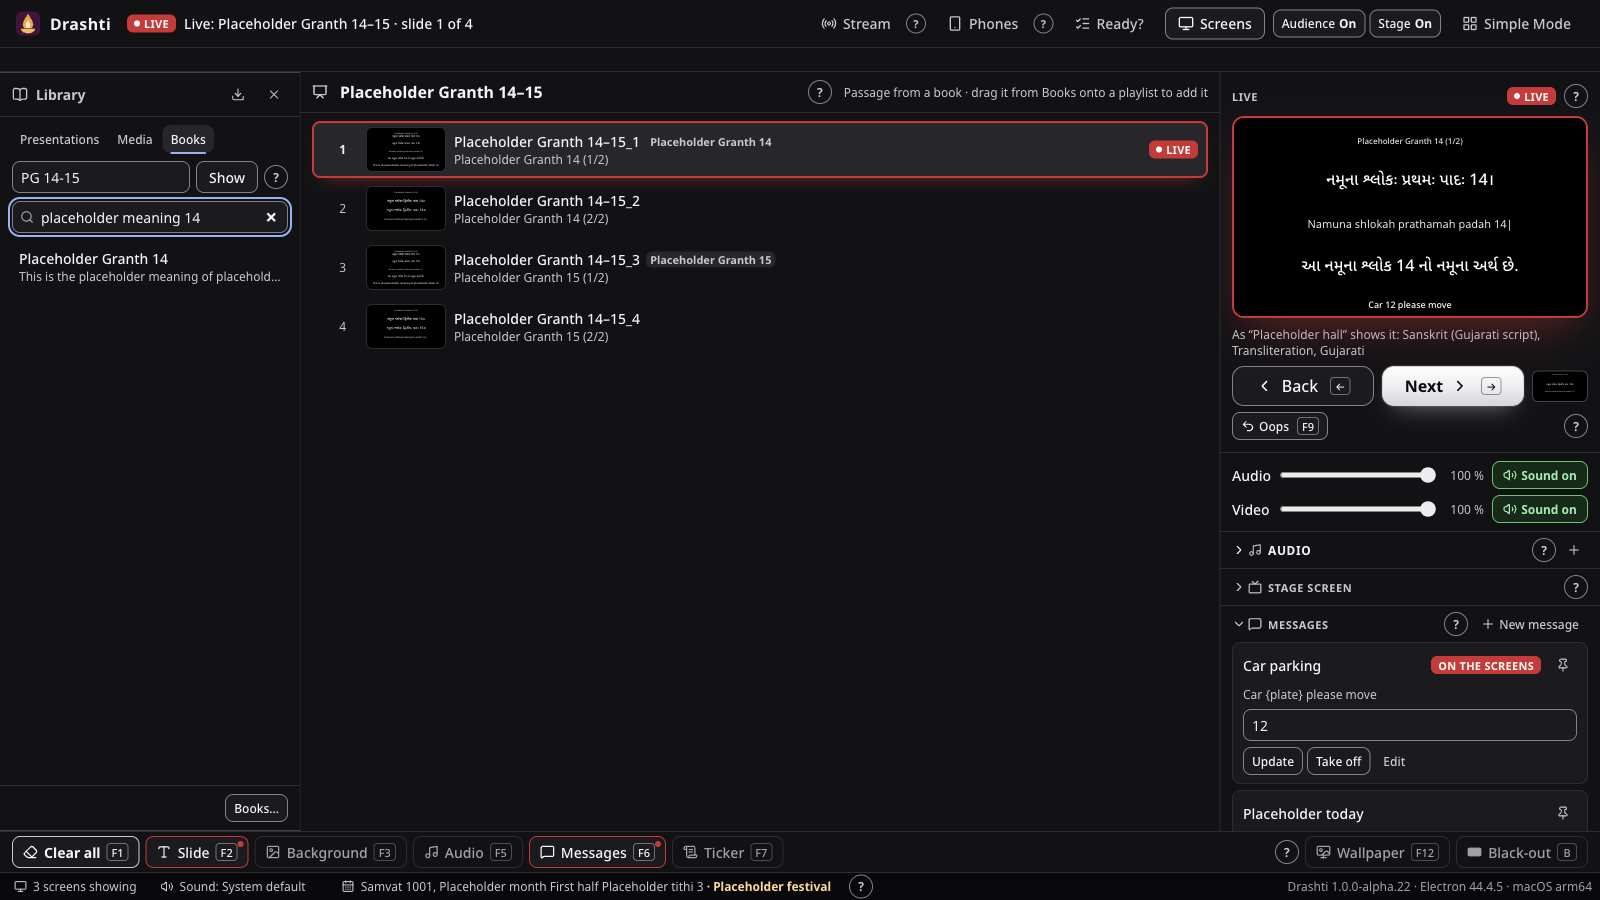 Drashti
LIVE
Live: Placeholder Granth 14–15 · slide 1 of 4
Stream ?
Phones ?
Ready?
Screens
Audience On
Stage On
Simple Mode
Library
Presentations Media Books
PG 14-15
Show
?
placeholder meaning 14
Placeholder Granth 14
This is the placeholder meaning of placehold...
Books...
Placeholder Granth 14–15
? Passage from a book · drag it from Books onto a playlist to add it
1 Placeholder Granth 14–15_1 Placeholder Granth 14
Placeholder Granth 14 (1/2)
LIVE
2 Placeholder Granth 14–15_2
Placeholder Granth 14 (2/2)
3 Placeholder Granth 14–15_3 Placeholder Granth 15
Placeholder Granth 15 (1/2)
4 Placeholder Granth 14–15_4
Placeholder Granth 15 (2/2)
LIVE
LIVE ?
Placeholder Granth 14 (1/2)
નમૂના શ્લોકઃ પ્રથમઃ પાદઃ 14।
Namuna shlokah prathamah padah 14|
આ નમૂના શ્લોક 14 નો નમૂના અર્થ છે.
Car 12 please move
As “Placeholder hall” shows it: Sanskrit (Gujarati script),
Transliteration, Gujarati
Back ←
Next →
Oops F9
?
Audio 100 % Sound on
Video 100 % Sound on
AUDIO ? +
STAGE SCREEN ?
MESSAGES ? + New message
Car parking ON THE SCREENS
Car {plate} please move
12
Update Take off Edit
Placeholder today
Clear all F1
Slide F2
Background F3
Audio F5
Messages F6
Ticker F7
?
Wallpaper F12
Black-out B
3 screens showing
Sound: System default
Samvat 1001, Placeholder month First half Placeholder tithi 3 · Placeholder festival ?
Drashti 1.0.0-alpha.22 · Electron 44.4.5 · macOS arm64